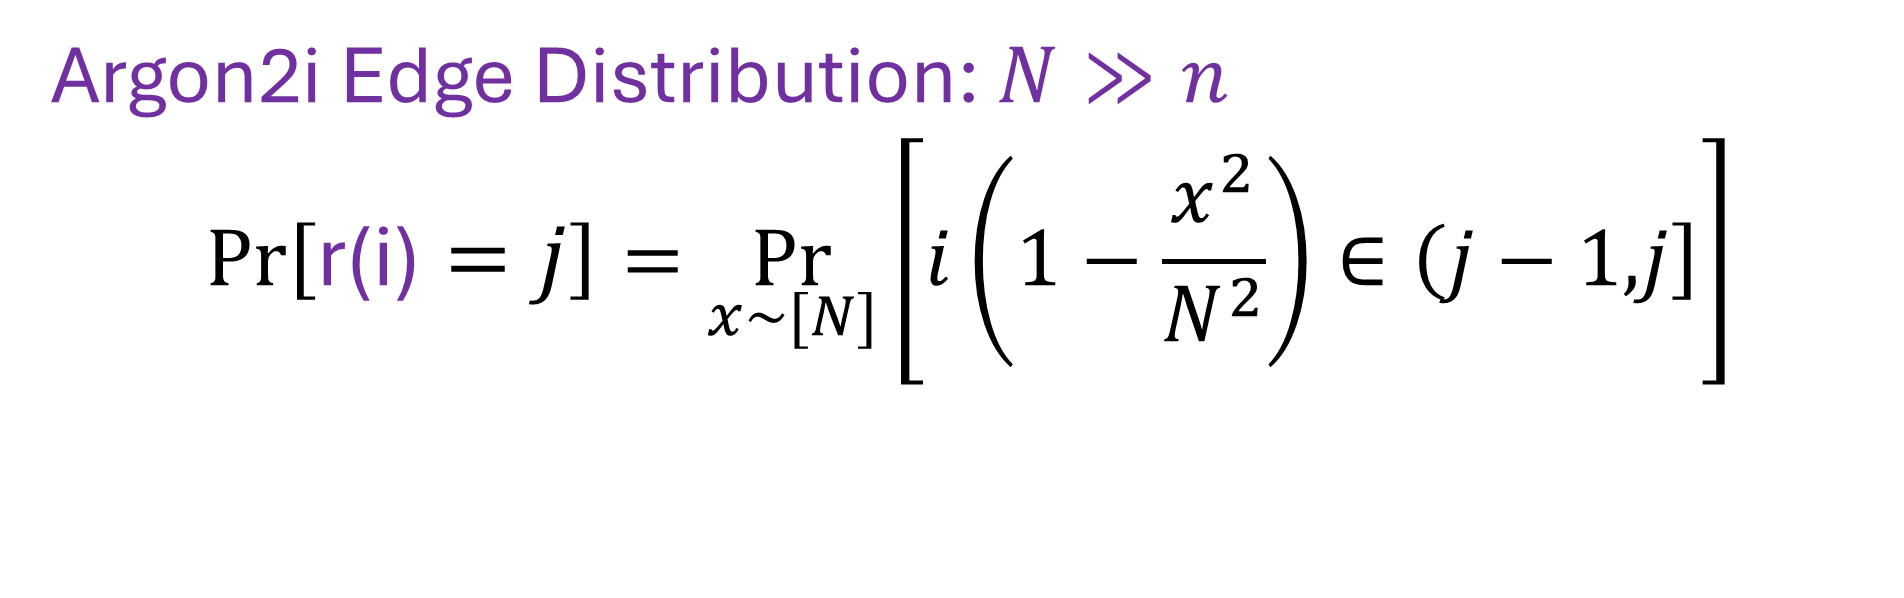 Argon2i Edge Distribution: N ≫ n
Pr[r(i) = j] = Pr_{x~[N]} [ i ( 1 − x²/N² ) ∈ (j − 1,j] ]